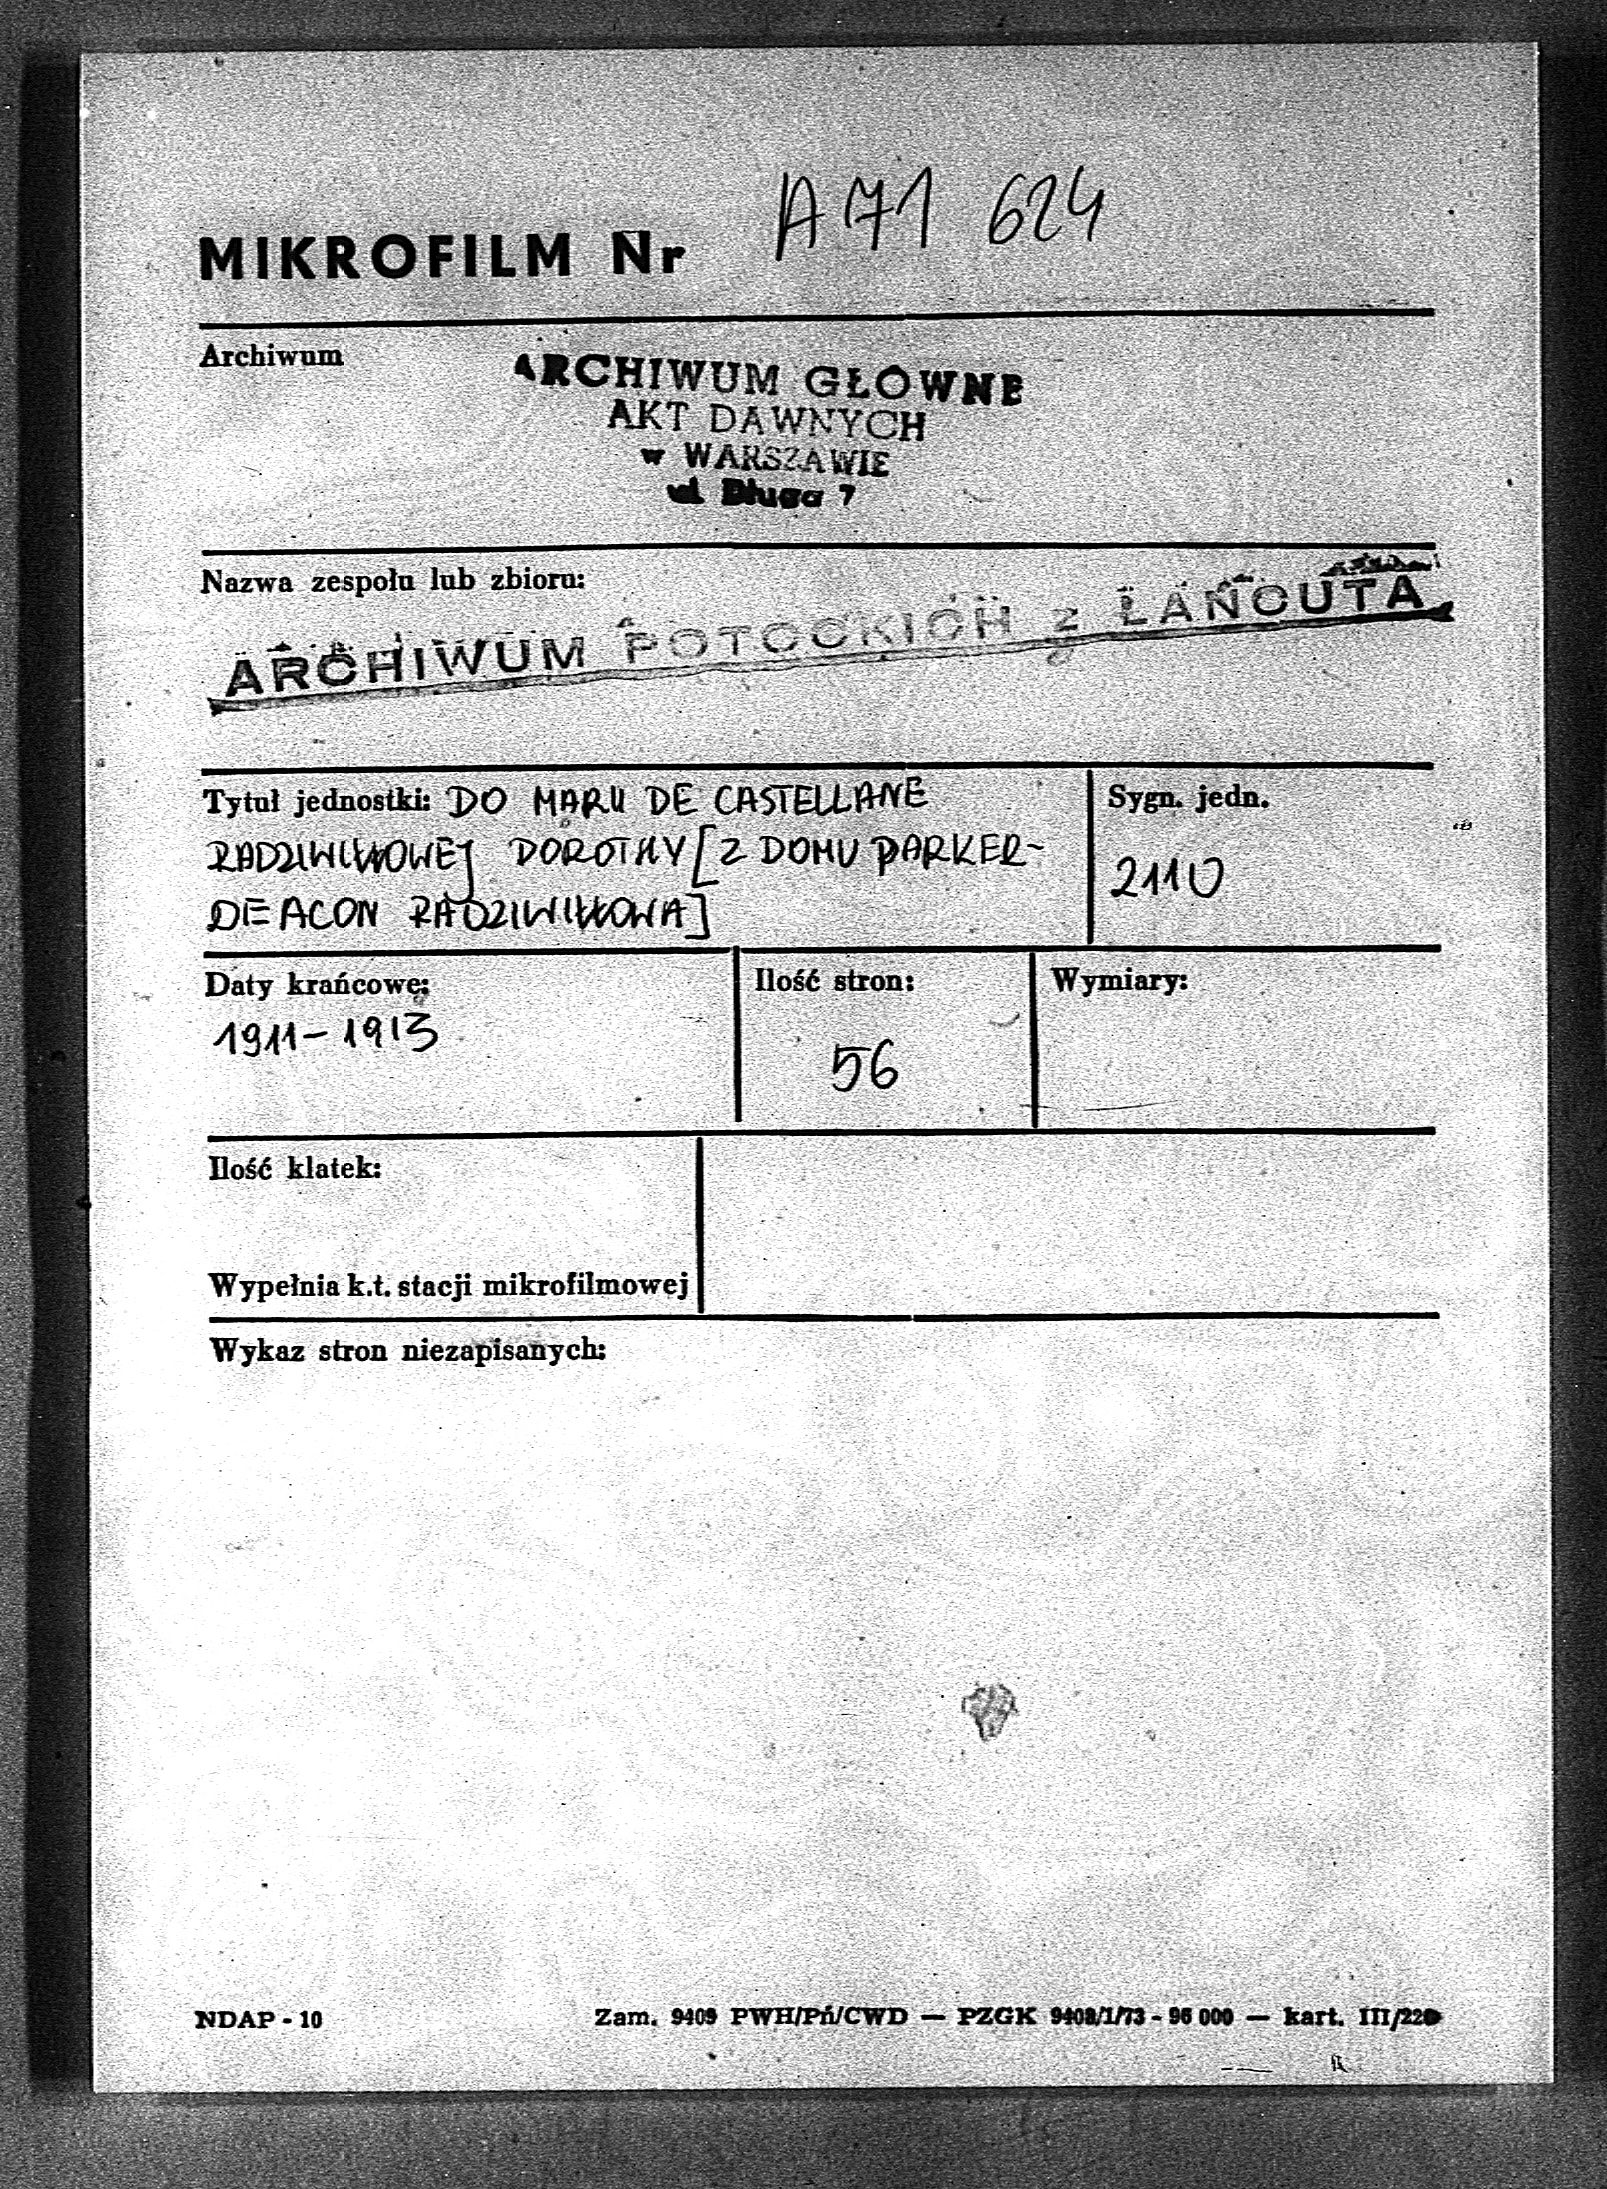 MIKROFILM Nr A 71 624
Archiwum
ARCHIWUM GŁÓWNE
AKT DAWNYCH
w WARSZAWIE
ul Długa 7
Nazwa zespołu lub zbioru:
ARCHIWUM POTOCKICH z ŁAŃCUTA
Tytuł jednostki: DO MARII DE CASTELLANE
RADZIWIŁŁOWEJ DOROTHY [Z DOMU PARKER-
DEACON RADZIWIŁŁOWA]
Sygn. jedn.
2110
Daty krańcowe:
1911-1913
Ilość stron:
56
Wymiary:
Ilość klatek:
Wypełnia k.t. stacji mikrofilmowej
Wykaz stron niezapisanych:
NDAP - 10
Zam. 9409 PWH/Pń/CWD — PZGK 9408/1/73 - 96 000 — kart. III/220